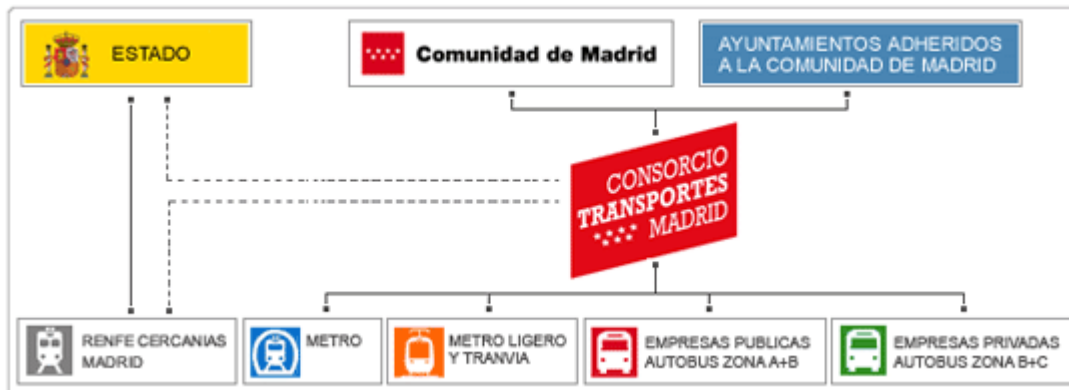 ESTADO
Comunidad de Madrid
AYUNTAMIENTOS ADHERIDOS
A LA COMUNIDAD DE MADRID
CONSORCIO
TRANSPORTES
MADRID
RENFE CERCANIAS
MADRID
METRO
METRO LIGERO
Y TRANVIA
EMPRESAS PUBLICAS
AUTOBUS ZONA A+B
EMPRESAS PRIVADAS
AUTOBUS ZONA B+C